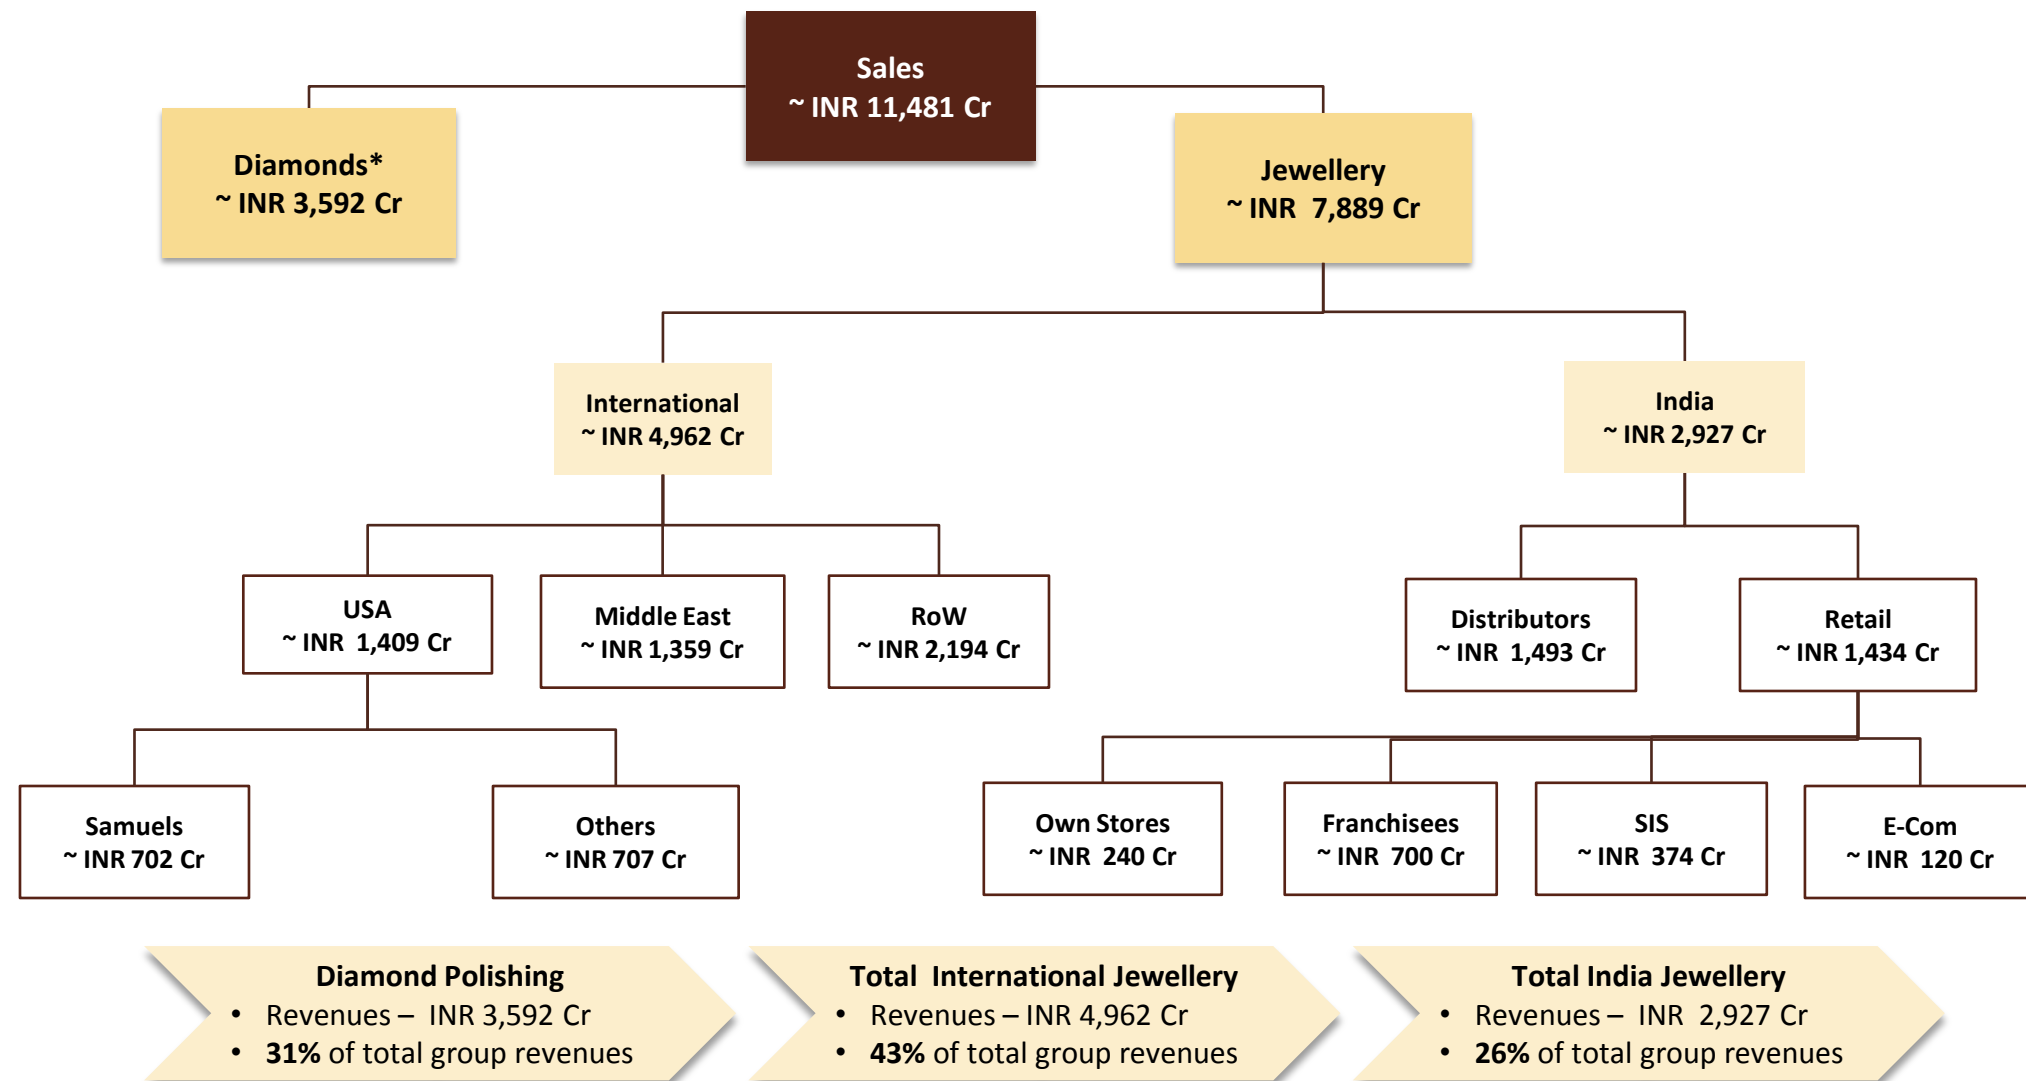 Sales
~ INR 11,481 Cr
Diamonds*
~ INR 3,592 Cr
Jewellery
~ INR 7,889 Cr
International
~ INR 4,962 Cr
India
~ INR 2,927 Cr
USA
~ INR 1,409 Cr
Middle East
~ INR 1,359 Cr
RoW
~ INR 2,194 Cr
Distributors
~ INR 1,493 Cr
Retail
~ INR 1,434 Cr
Samuels
~ INR 702 Cr
Others
~ INR 707 Cr
Own Stores
~ INR 240 Cr
Franchisees
~ INR 700 Cr
SIS
~ INR 374 Cr
E-Com
~ INR 120 Cr
Diamond Polishing
• Revenues – INR 3,592 Cr
• 31% of total group revenues
Total International Jewellery
• Revenues – INR 4,962 Cr
• 43% of total group revenues
Total India Jewellery
• Revenues – INR 2,927 Cr
• 26% of total group revenues